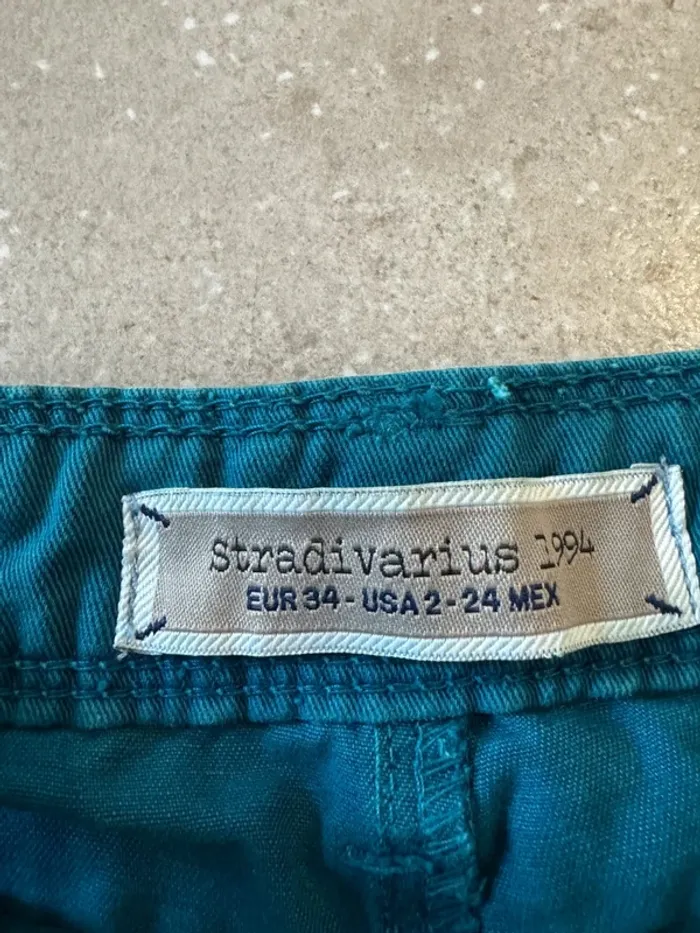 Stradivarius 1994
EUR 34 - USA 2 - 24 MEX